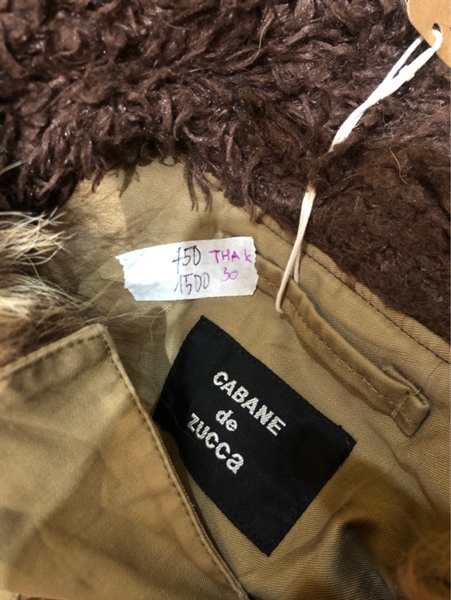 750 THAK
1500 30
CABANE
de
ZUCCa